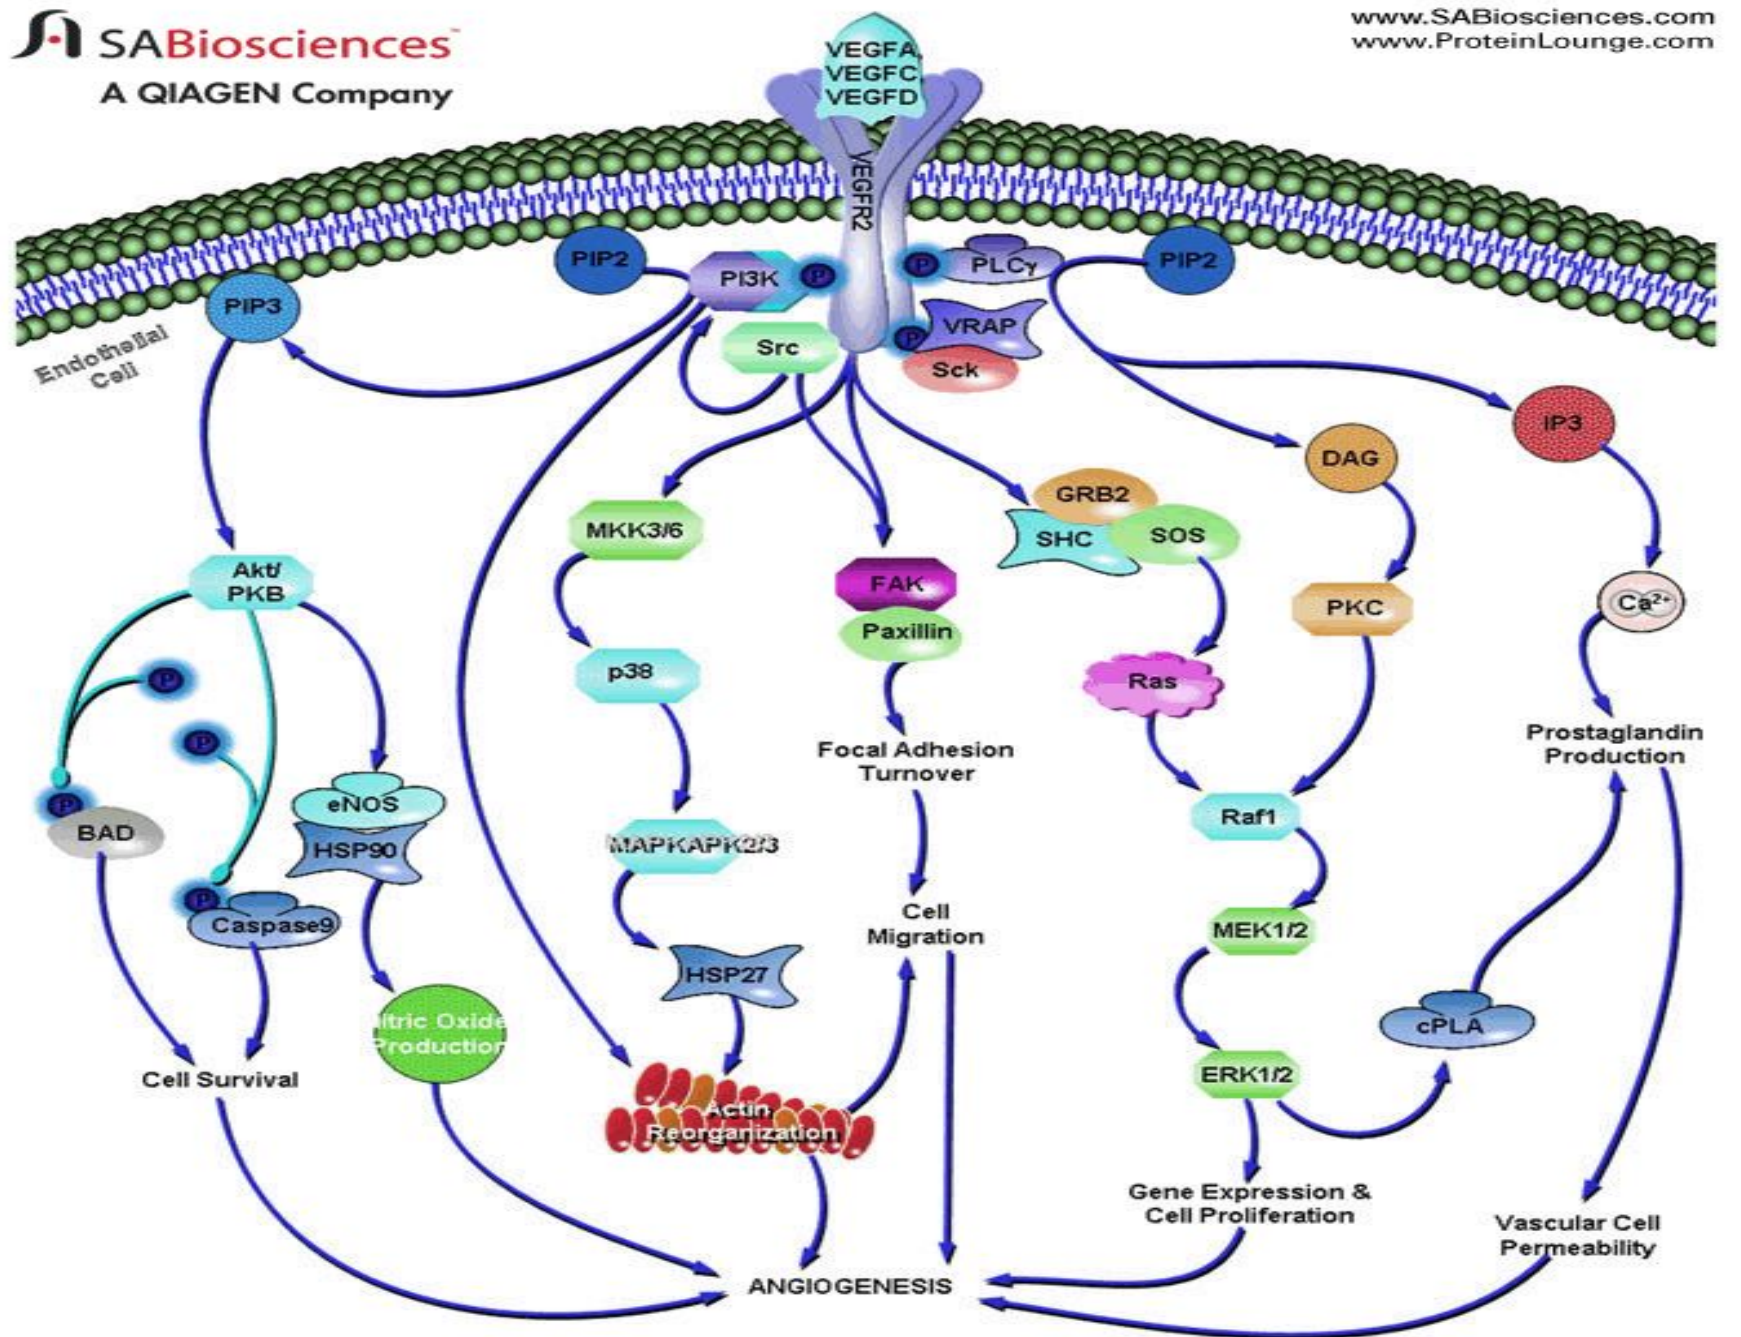 SABiosciences™
A QIAGEN Company
www.SABiosciences.com
www.ProteinLounge.com
VEGFA,
VEGFC,
VEGFD
VEGFR2
PIP2
PI3K
P
P
PLCγ
PIP2
PIP3
Src
P
VRAP
Sck
Endothelial
Cell
IP3
DAG
GRB2
SHC
SOS
MKK3/6
FAK
Paxillin
Akt/
PKB
PKC
Ca²⁺
P
p38
Ras
P
Focal Adhesion
Turnover
Prostaglandin
Production
P
BAD
eNOS
HSP90
MAPKAPK2/3
Raf1
P
Caspase9
Cell
Migration
MEK1/2
HSP27
itric Oxide
Production
cPLA
Cell Survival
ERK1/2
Actin
Reorganization
Gene Expression &
Cell Proliferation
Vascular Cell
Permeability
ANGIOGENESIS